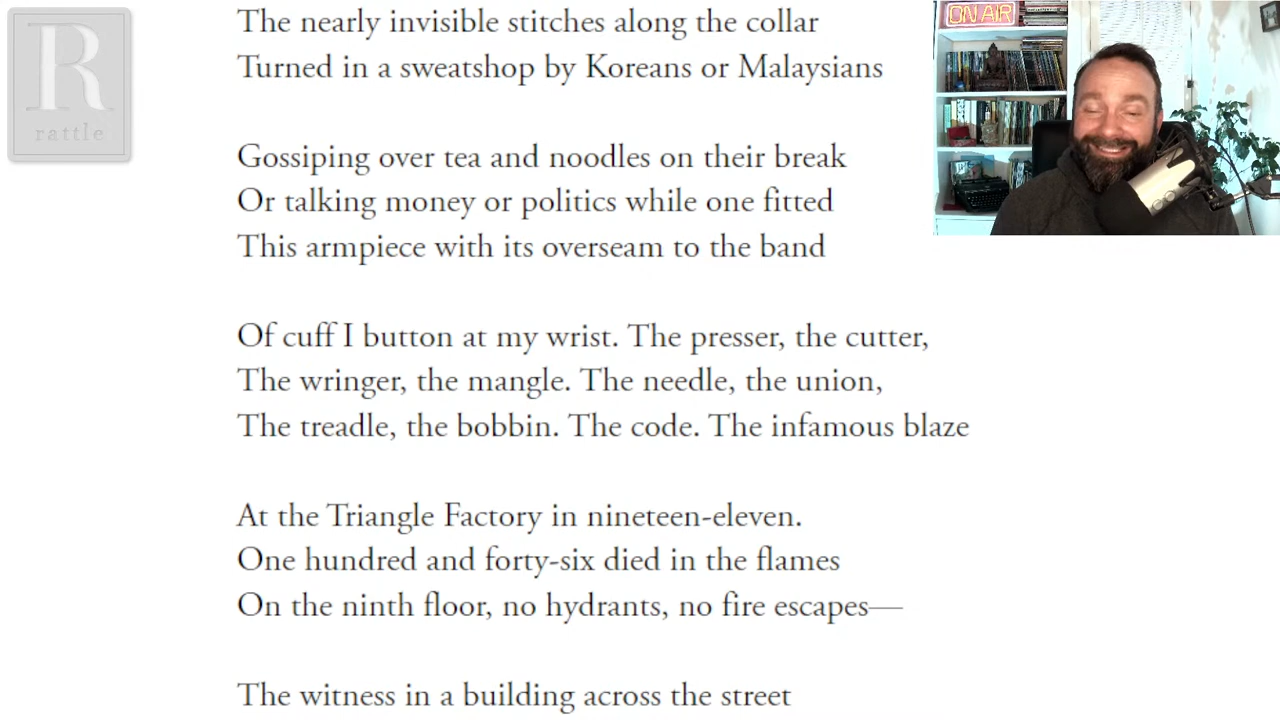 R
rattle
ON AIR
The nearly invisible stitches along the collar
Turned in a sweatshop by Koreans or Malaysians
Gossiping over tea and noodles on their break
Or talking money or politics while one fitted
This armpiece with its overseam to the band
Of cuff I button at my wrist. The presser, the cutter,
The wringer, the mangle. The needle, the union,
The treadle, the bobbin. The code. The infamous blaze
At the Triangle Factory in nineteen-eleven.
One hundred and forty-six died in the flames
On the ninth floor, no hydrants, no fire escapes—
The witness in a building across the street